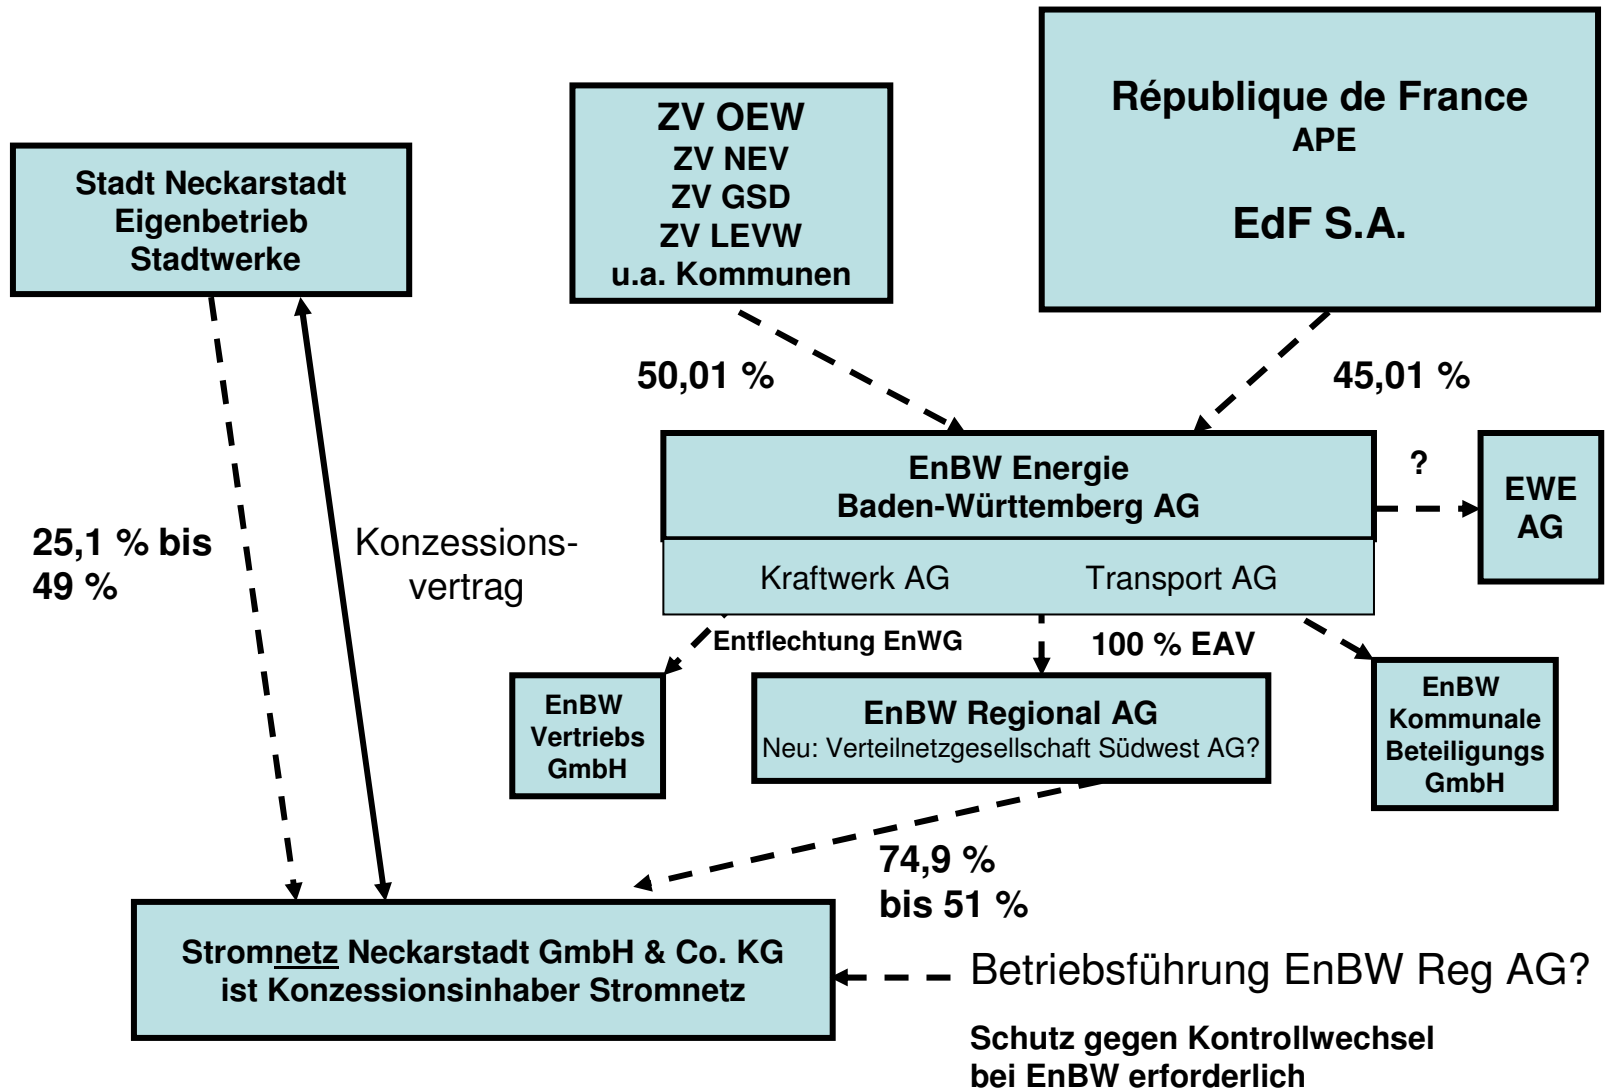 République de France
APE
EdF S.A.
ZV OEW
ZV NEV
ZV GSD
ZV LEVW
u.a. Kommunen
Stadt Neckarstadt
Eigenbetrieb
Stadtwerke
50,01 %
45,01 %
EnBW Energie
Baden-Württemberg AG
?
EWE
AG
25,1 % bis
49 %
Konzessions-
vertrag
Kraftwerk AG
Transport AG
Entflechtung EnWG
100 % EAV
EnBW
Vertriebs
GmbH
EnBW Regional AG
Neu: Verteilnetzgesellschaft Südwest AG?
EnBW
Kommunale
Beteiligungs
GmbH
74,9 %
bis 51 %
Stromnetz Neckarstadt GmbH & Co. KG
ist Konzessionsinhaber Stromnetz
Betriebsführung EnBW Reg AG?
Schutz gegen Kontrollwechsel
bei EnBW erforderlich